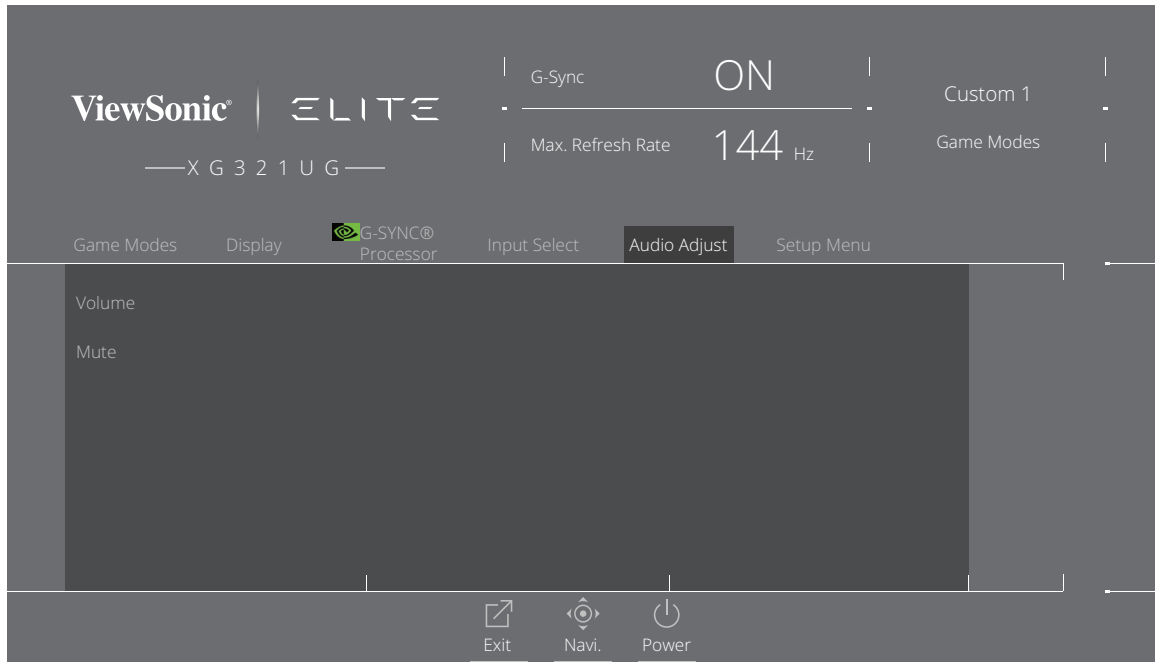 G-Sync ON
ViewSonic® ELITE
Custom 1
Max. Refresh Rate 144 Hz
Game Modes
XG321UG
Game Modes Display G-SYNC® Processor Input Select Audio Adjust Setup Menu
Volume
Mute
Exit Navi. Power